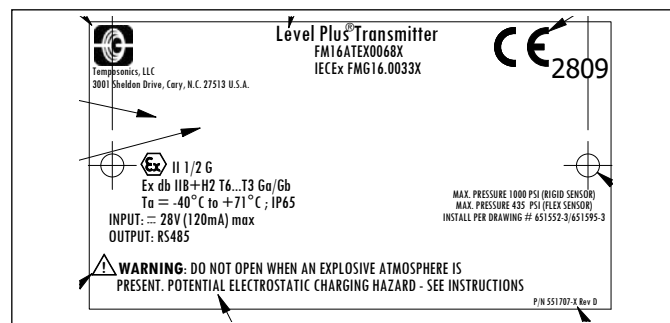 Level Plus® Transmitter
FM16ATEX0068X
IECEx FMG16.0033X
CE
2809
Temposonics, LLC
3001 Sheldon Drive, Cary, N.C. 27513 U.S.A.
Ex II 1/2 G
Ex db IIB+H2 T6...T3 Ga/Gb
Ta = -40°C to +71°C ; IP65
INPUT: ⎓ 28V (120mA) max
OUTPUT: RS485
MAX. PRESSURE 1000 PSI (RIGID SENSOR)
MAX. PRESSURE 435 PSI (FLEX SENSOR)
INSTALL PER DRAWING # 651552-3/651595-3
WARNING: DO NOT OPEN WHEN AN EXPLOSIVE ATMOSPHERE IS
PRESENT. POTENTIAL ELECTROSTATIC CHARGING HAZARD - SEE INSTRUCTIONS
P/N 551707-X Rev D